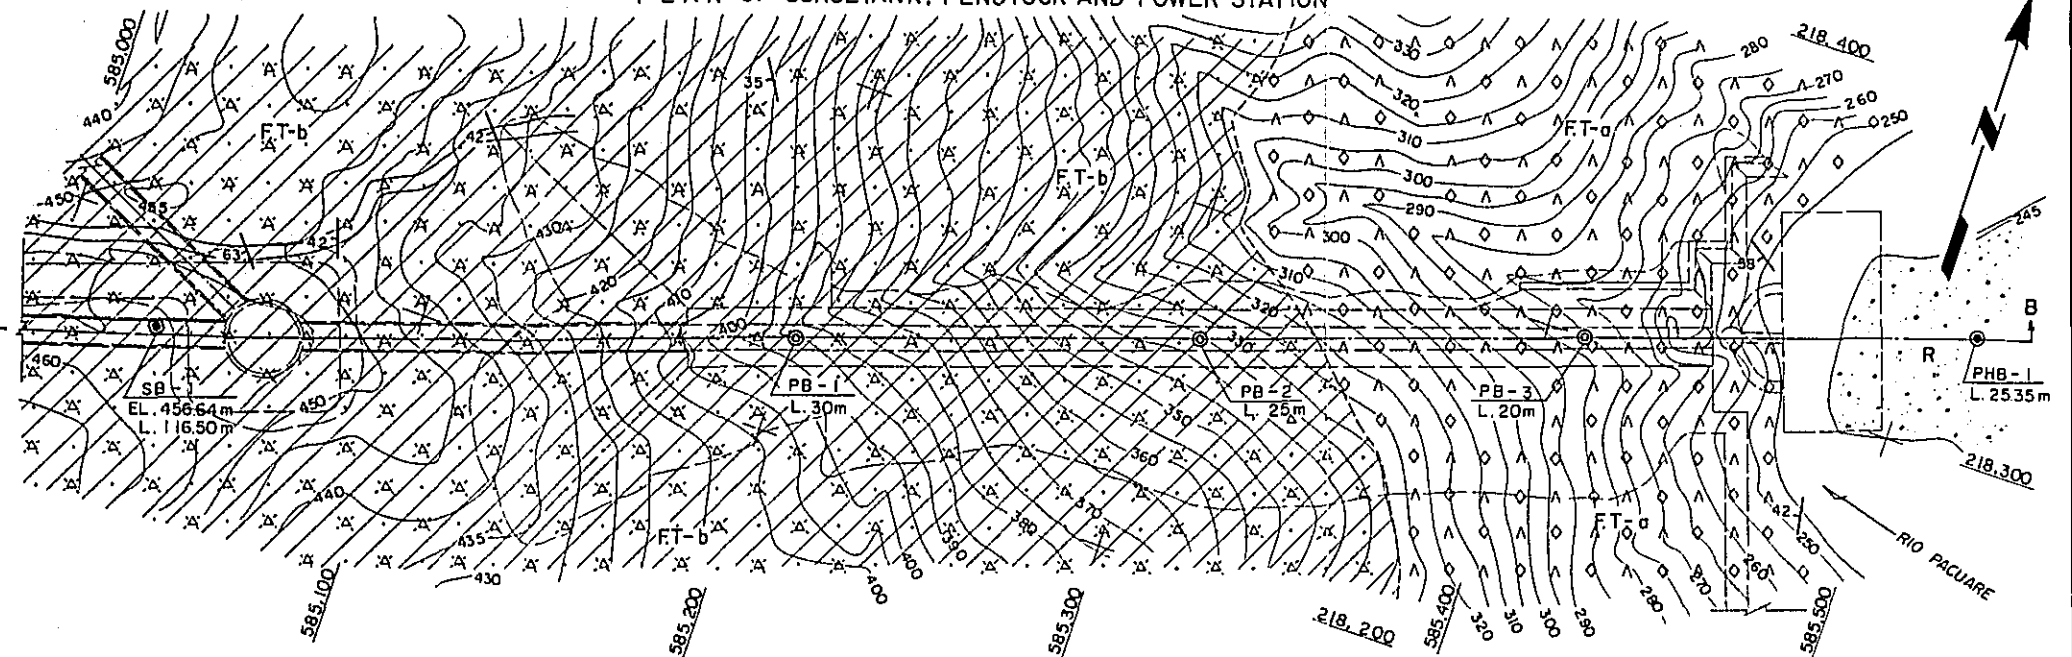 PLAN OF SURGETANK, PENSTOCK AND POWER STATION
585,000
440
F.T-b
450
455
63
42
42
35
430
420
410
400
F.T-b
330
320
310
300
290
300
310
320
330
F.T-a
280
218,400
270
260
250
245
53
B
R
460
SB-1
EL. 456.64m
L. 116.50m
450
PB-1
L. 30m
PB-2
L. 25m
PB-3
L. 20m
PHB-1
L. 25.35m
350
360
370
380
390
400
400
440
435
430
F.T-b
F.T-a
218,300
42
250
260
270
280
290
300
310
320
RIO PACUARE
585,100
585,200
585,300
218,200
585,400
585,500